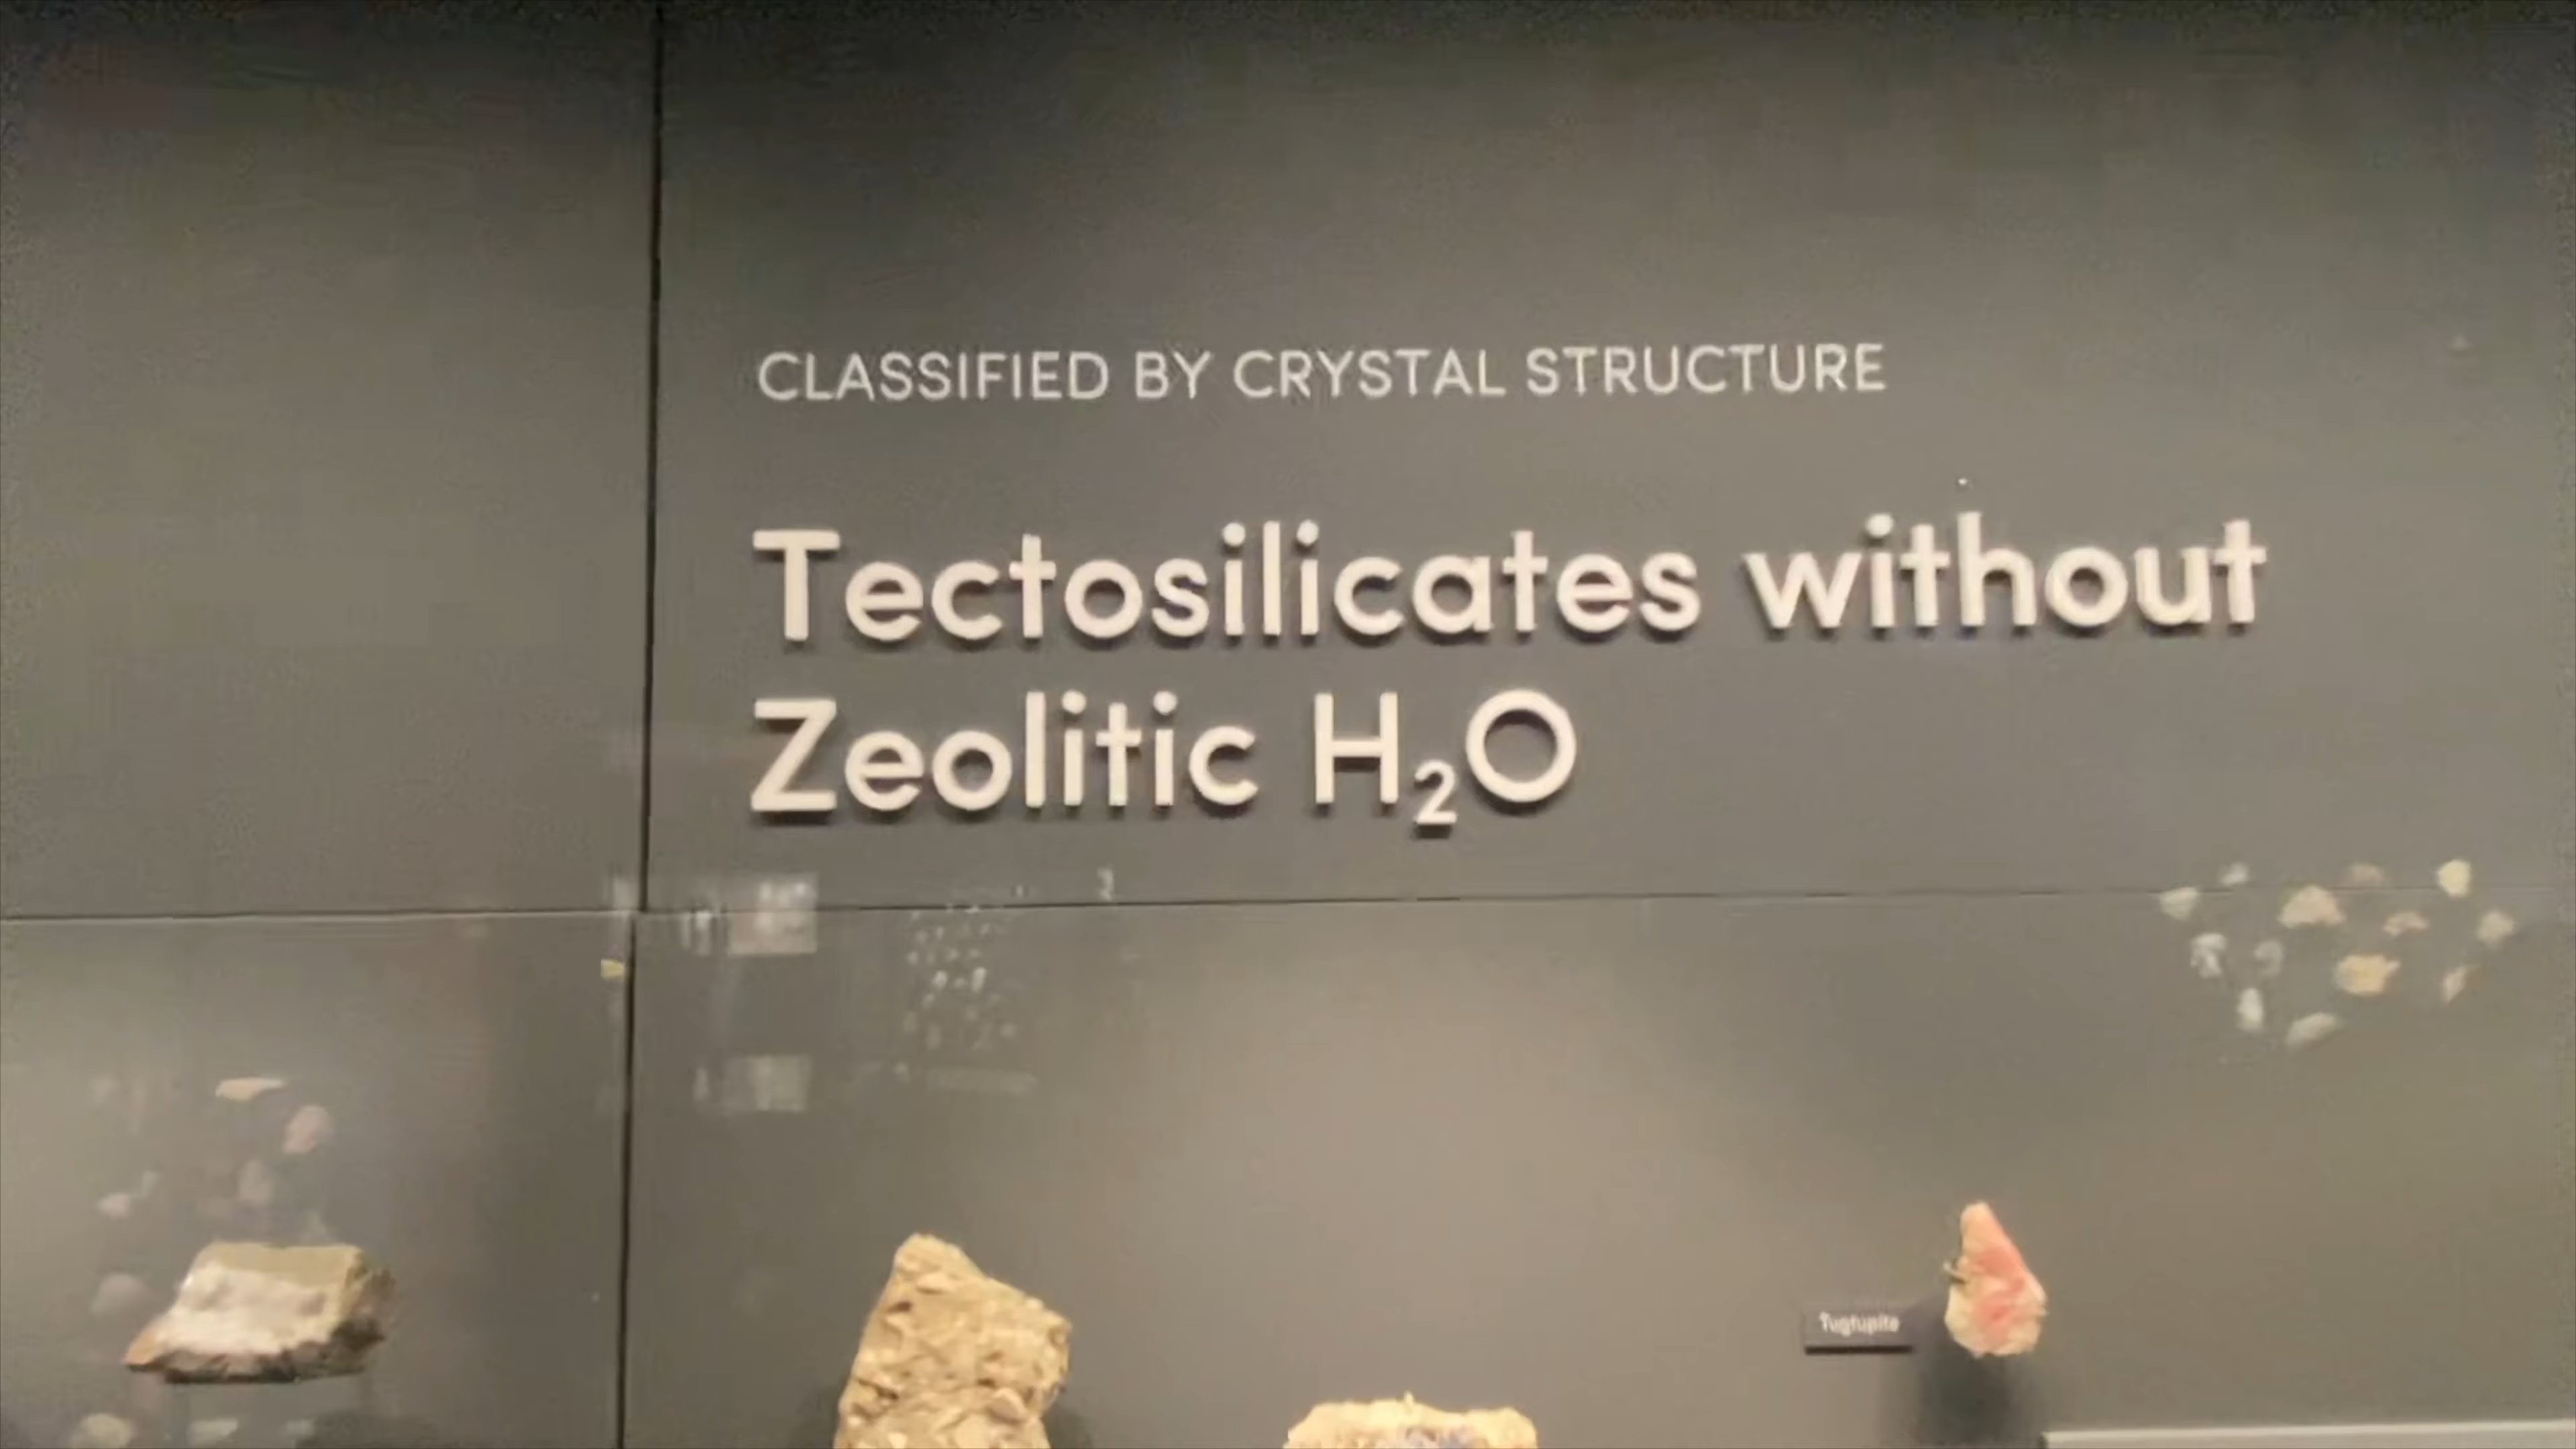 CLASSIFIED BY CRYSTAL STRUCTURE
Tectosilicates without
Zeolitic H₂O
Tugtupite